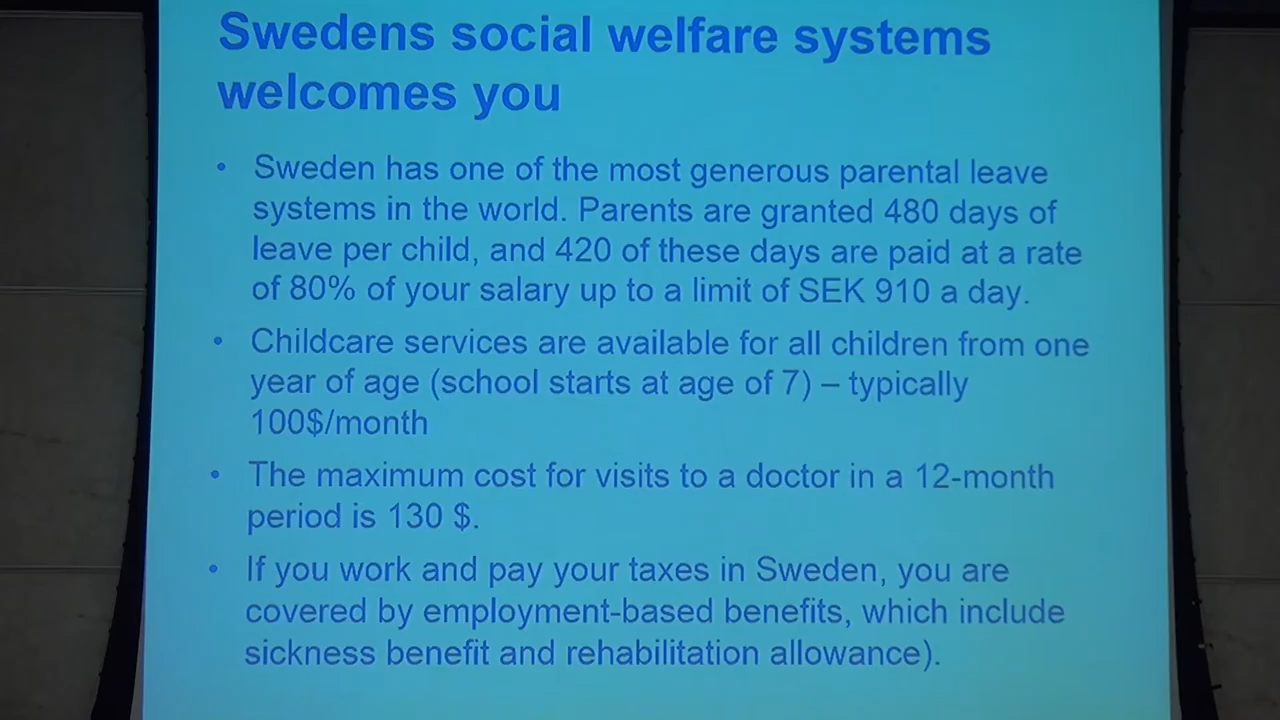 Swedens social welfare systems
welcomes you
• Sweden has one of the most generous parental leave
systems in the world. Parents are granted 480 days of
leave per child, and 420 of these days are paid at a rate
of 80% of your salary up to a limit of SEK 910 a day.
• Childcare services are available for all children from one
year of age (school starts at age of 7) – typically
100$/month
• The maximum cost for visits to a doctor in a 12-month
period is 130 $.
• If you work and pay your taxes in Sweden, you are
covered by employment-based benefits, which include
sickness benefit and rehabilitation allowance).